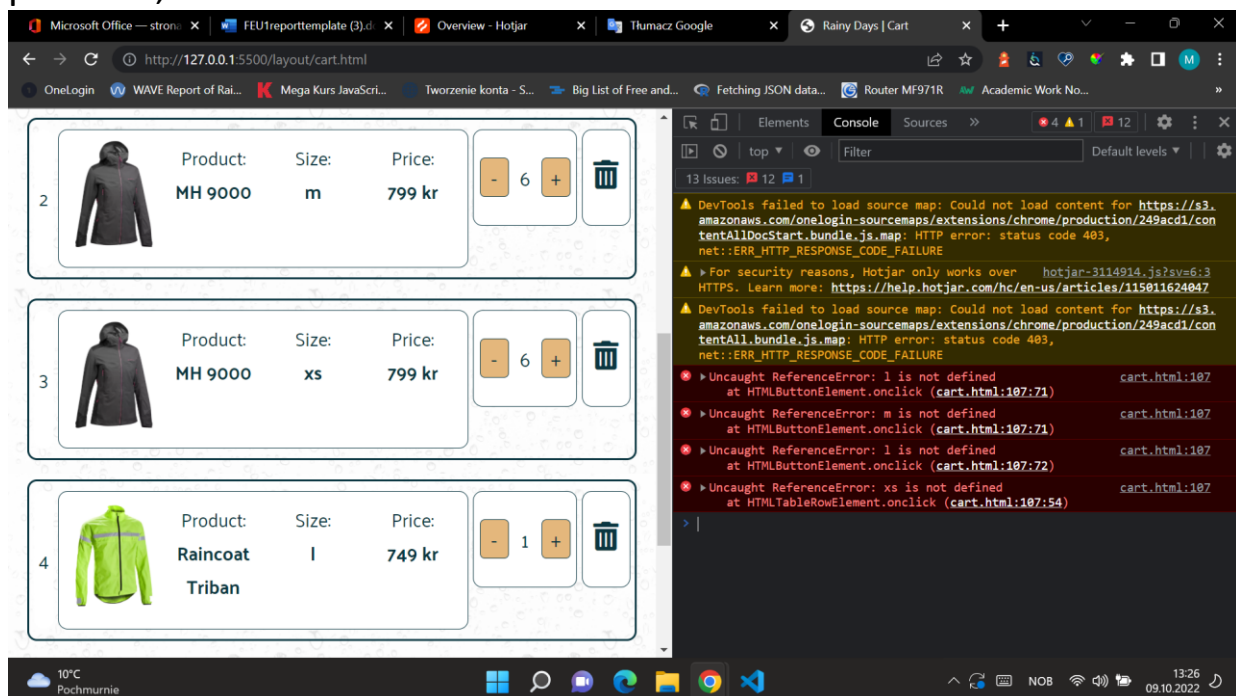 Microsoft Office — strona
FEU1reporttemplate (3).d
Overview - Hotjar
Tłumacz Google
Rainy Days | Cart
http://127.0.0.1:5500/layout/cart.html
M
OneLogin
WAVE Report of Rai...
Mega Kurs JavaScri...
Tworzenie konta - S...
Big List of Free and...
Fetching JSON data...
Router MF971R
Academic Work No...
»
2
Product:
MH 9000
Size:
m
Price:
799 kr
- 6 +
3
Product:
MH 9000
Size:
xs
Price:
799 kr
- 6 +
4
Product:
Raincoat
Triban
Size:
l
Price:
749 kr
- 1 +
Elements Console Sources » 4 1 12
top Filter Default levels
13 Issues: 12 1
DevTools failed to load source map: Could not load content for https://s3.
amazonaws.com/onelogin-sourcemaps/extensions/chrome/production/249acd1/con
tentAllDocStart.bundle.js.map: HTTP error: status code 403,
net::ERR_HTTP_RESPONSE_CODE_FAILURE
For security reasons, Hotjar only works over hotjar-3114914.js?sv=6:3
HTTPS. Learn more: https://help.hotjar.com/hc/en-us/articles/115011624047
DevTools failed to load source map: Could not load content for https://s3.
amazonaws.com/onelogin-sourcemaps/extensions/chrome/production/249acd1/con
tentAll.bundle.js.map: HTTP error: status code 403,
net::ERR_HTTP_RESPONSE_CODE_FAILURE
Uncaught ReferenceError: l is not defined cart.html:107
at HTMLButtonElement.onclick (cart.html:107:71)
Uncaught ReferenceError: m is not defined cart.html:107
at HTMLButtonElement.onclick (cart.html:107:71)
Uncaught ReferenceError: l is not defined cart.html:107
at HTMLButtonElement.onclick (cart.html:107:72)
Uncaught ReferenceError: xs is not defined cart.html:107
at HTMLTableRowElement.onclick (cart.html:107:54)
10°C
Pochmurnie
NOB
13:26
09.10.2022